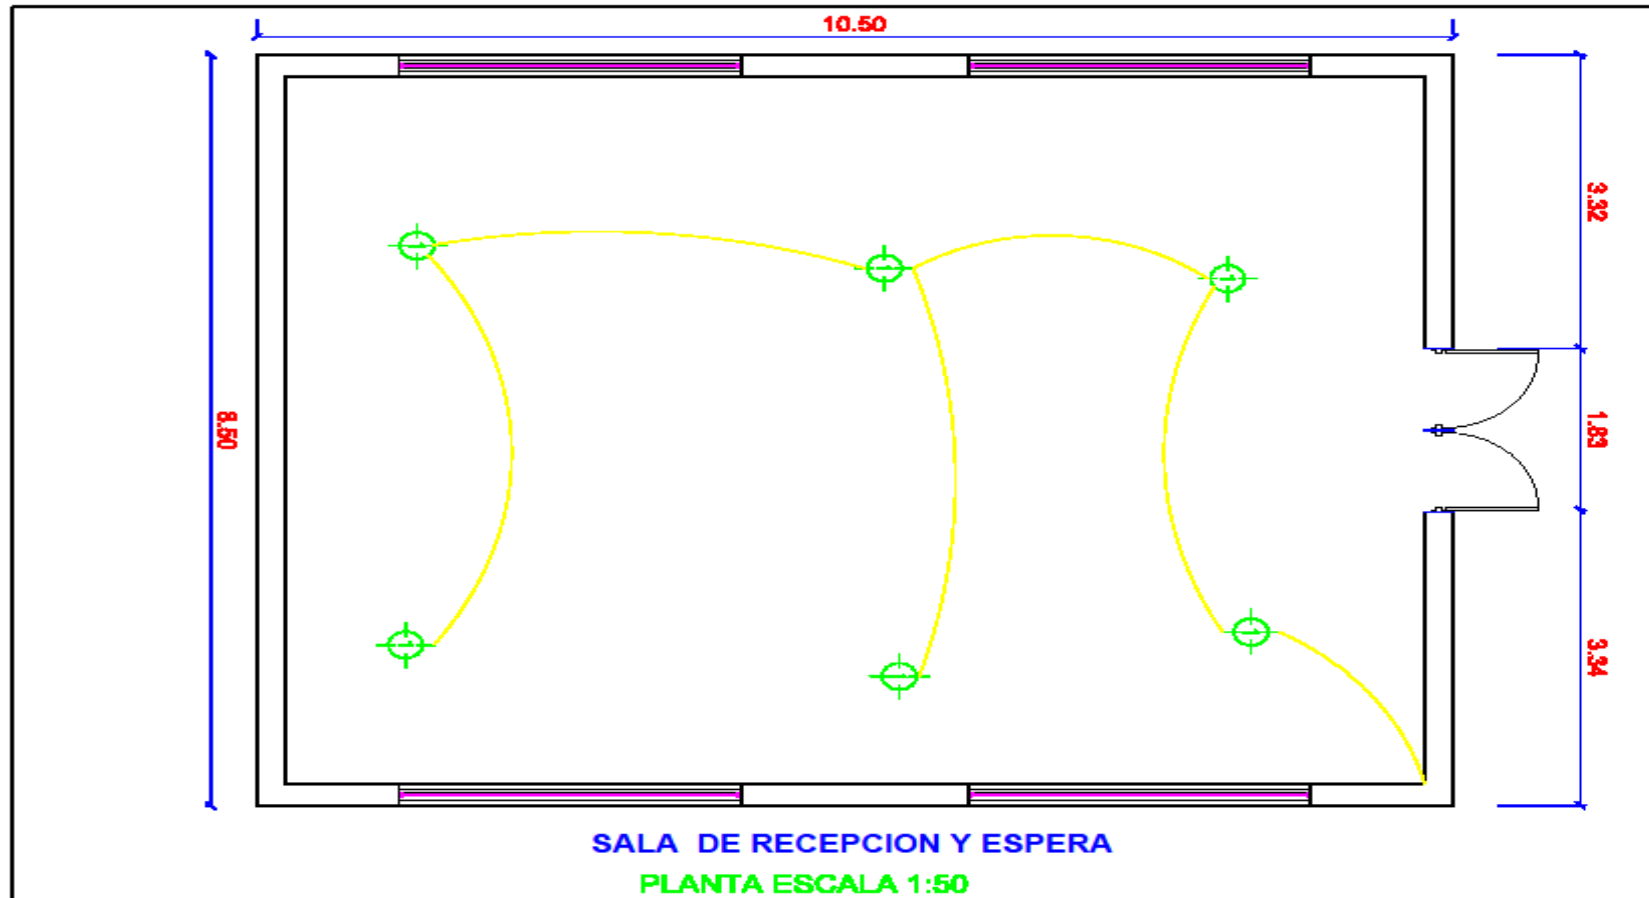 10.50
3.32
8.50
1.83
3.34
SALA DE RECEPCION Y ESPERA
PLANTA ESCALA 1:50